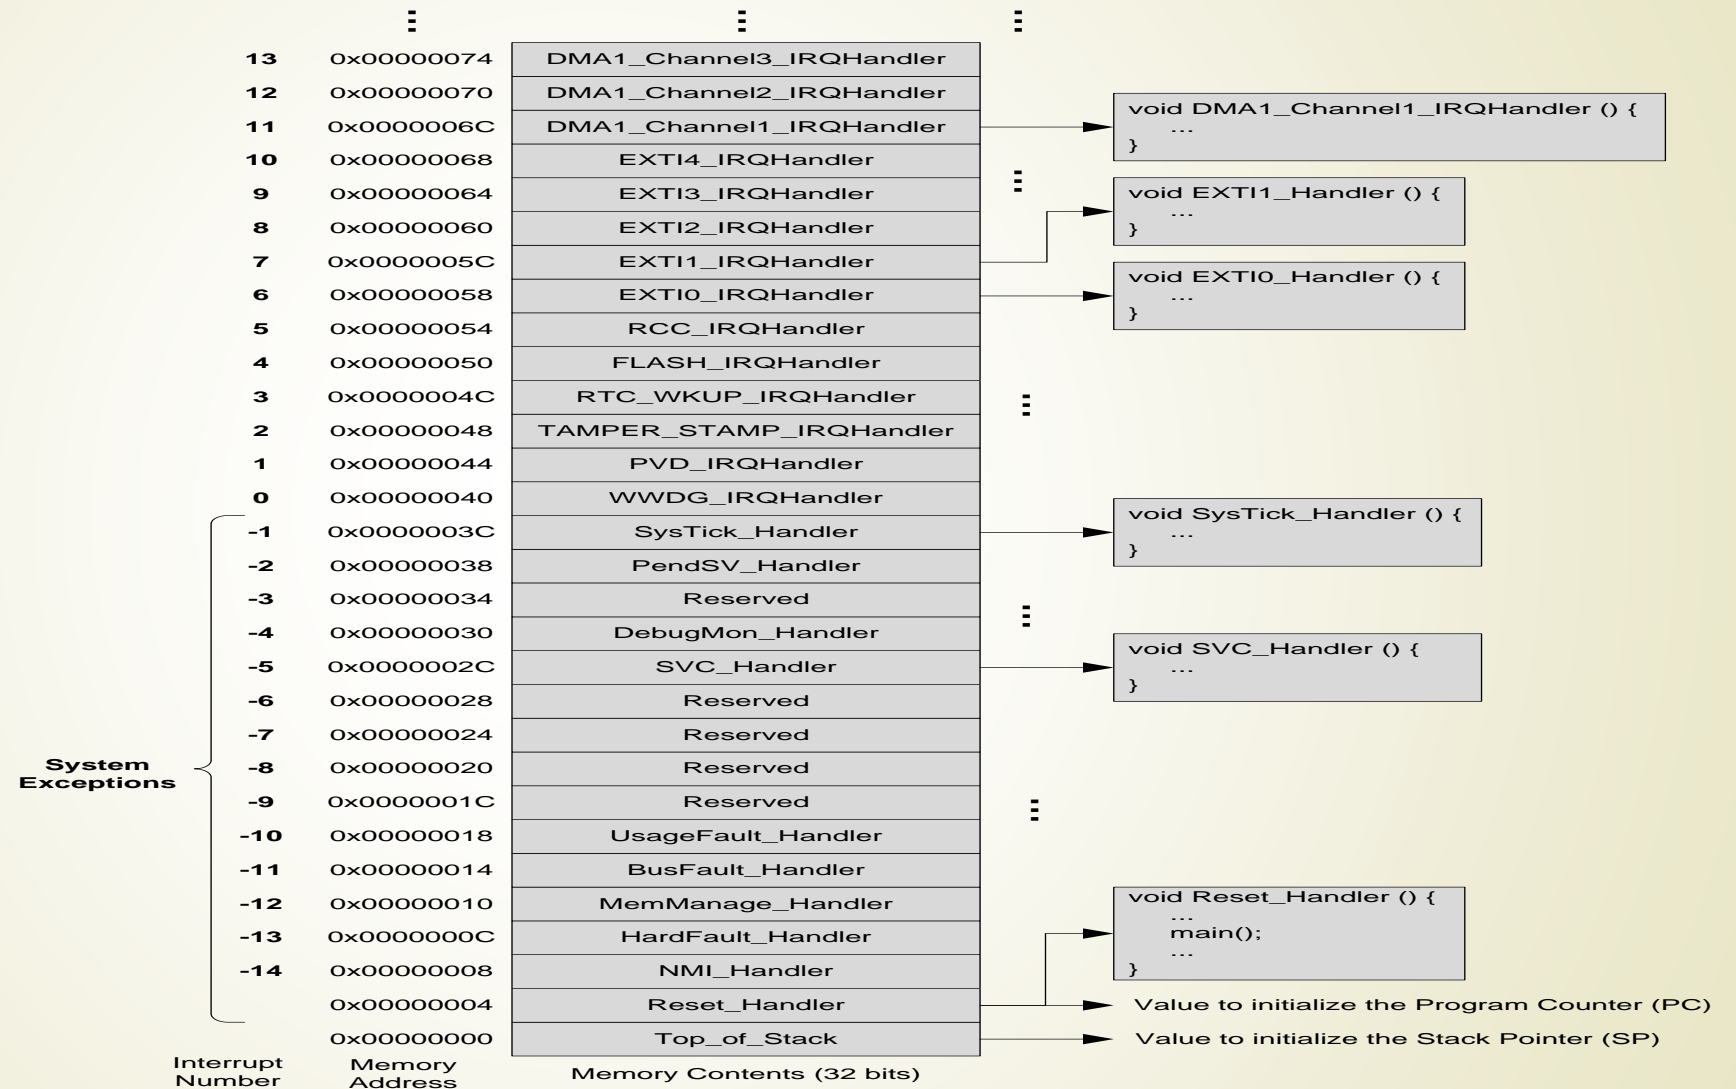 13 0x00000074 DMA1_Channel3_IRQHandler
12 0x00000070 DMA1_Channel2_IRQHandler
11 0x0000006C DMA1_Channel1_IRQHandler
10 0x00000068 EXTI4_IRQHandler
9 0x00000064 EXTI3_IRQHandler
8 0x00000060 EXTI2_IRQHandler
7 0x0000005C EXTI1_IRQHandler
6 0x00000058 EXTI0_IRQHandler
5 0x00000054 RCC_IRQHandler
4 0x00000050 FLASH_IRQHandler
3 0x0000004C RTC_WKUP_IRQHandler
2 0x00000048 TAMPER_STAMP_IRQHandler
1 0x00000044 PVD_IRQHandler
0 0x00000040 WWDG_IRQHandler
-1 0x0000003C SysTick_Handler
-2 0x00000038 PendSV_Handler
-3 0x00000034 Reserved
-4 0x00000030 DebugMon_Handler
-5 0x0000002C SVC_Handler
-6 0x00000028 Reserved
-7 0x00000024 Reserved
-8 0x00000020 Reserved
-9 0x0000001C Reserved
-10 0x00000018 UsageFault_Handler
-11 0x00000014 BusFault_Handler
-12 0x00000010 MemManage_Handler
-13 0x0000000C HardFault_Handler
-14 0x00000008 NMI_Handler
0x00000004 Reset_Handler
0x00000000 Top_of_Stack
Interrupt
Number
Memory
Address
Memory Contents (32 bits)
System
Exceptions
void DMA1_Channel1_IRQHandler () {
...
}
void EXTI1_Handler () {
...
}
void EXTI0_Handler () {
...
}
void SysTick_Handler () {
...
}
void SVC_Handler () {
...
}
void Reset_Handler () {
...
main();
...
}
Value to initialize the Program Counter (PC)
Value to initialize the Stack Pointer (SP)